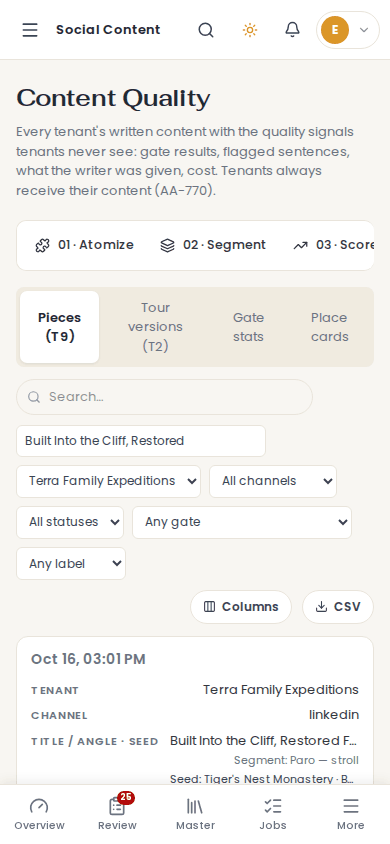 Social Content
E
Content Quality
Every tenant's written content with the quality signals
tenants never see: gate results, flagged sentences,
what the writer was given, cost. Tenants always
receive their content (AA-770).
01 · Atomize
02 · Segment
03 · Score
Pieces (T9)
Tour versions (T2)
Gate stats
Place cards
Search...
Built Into the Cliff, Restored
Terra Family Expeditions
All channels
All statuses
Any gate
Any label
Columns
CSV
Oct 16, 03:01 PM
TENANT
Terra Family Expeditions
CHANNEL
linkedin
TITLE / ANGLE · SEED
Built Into the Cliff, Restored F...
Segment: Paro — stroll
Seed: Tiger's Nest Monastery · B...
Overview
26
Review
Master
Jobs
More